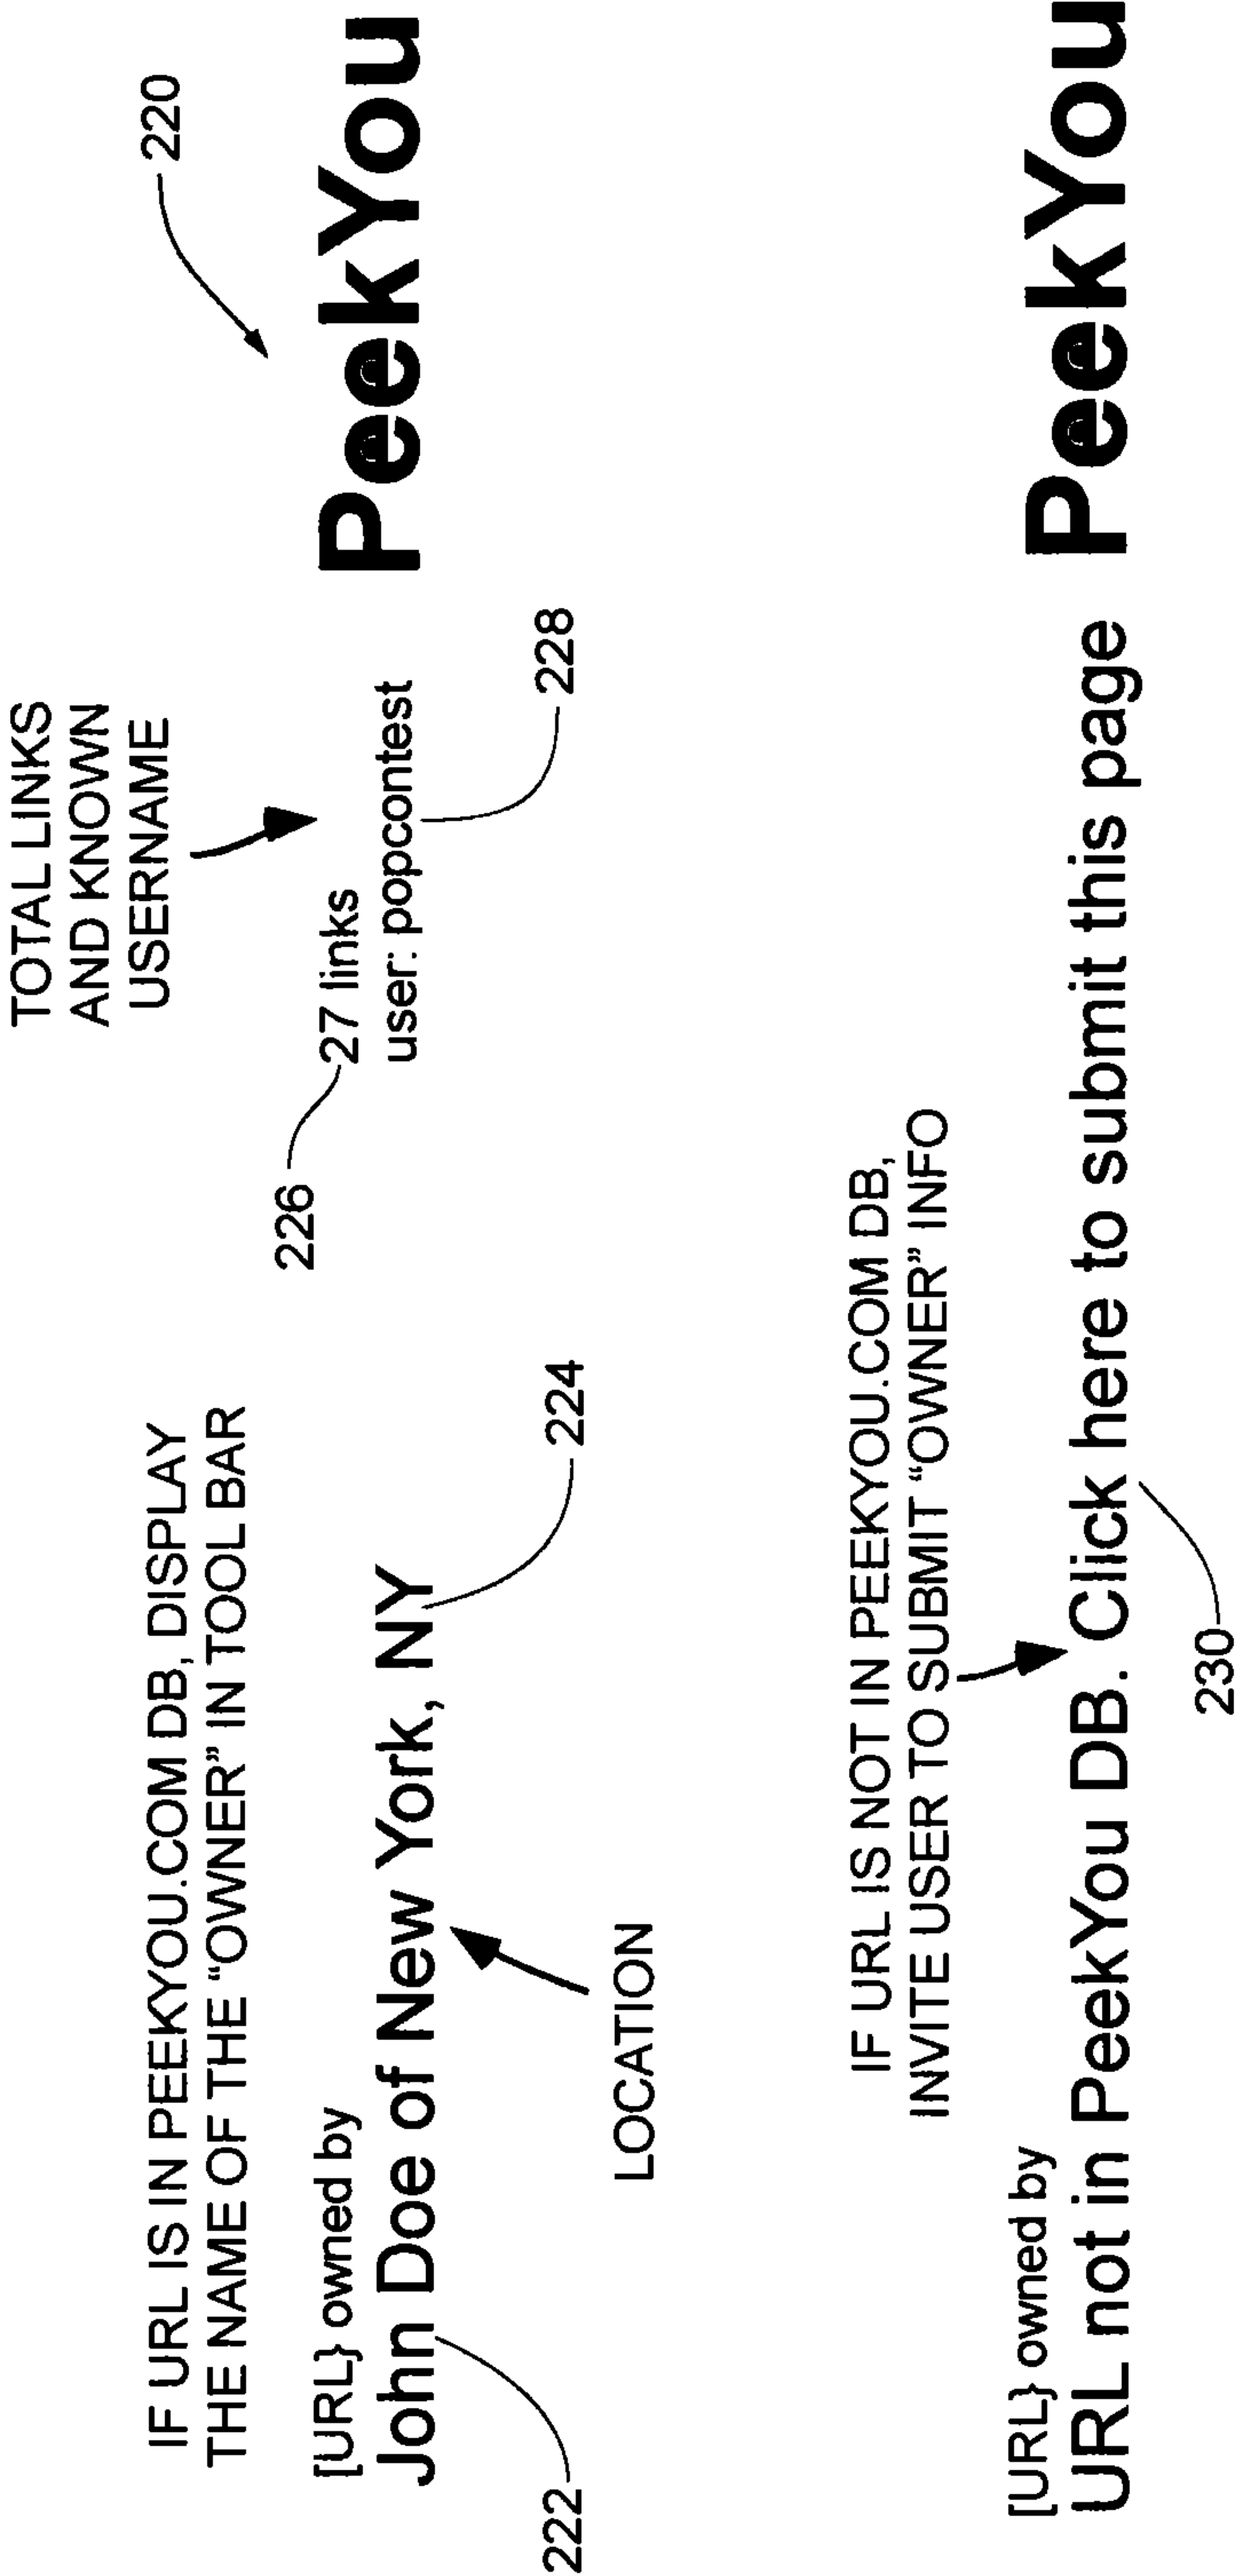 TOTAL LINKS
AND KNOWN
USERNAME
220
IF URL IS IN PEEKYOU.COM DB, DISPLAY
THE NAME OF THE “OWNER” IN TOOL BAR
226
[URL} owned by
27 links
John Doe of New York, NY
user: popcontest
PeekYou
222
224
228
LOCATION
IF URL IS NOT IN PEEKYOU.COM DB,
INVITE USER TO SUBMIT “OWNER” INFO
[URL} owned by
URL not in PeekYou DB. Click here to submit this page
PeekYou
230